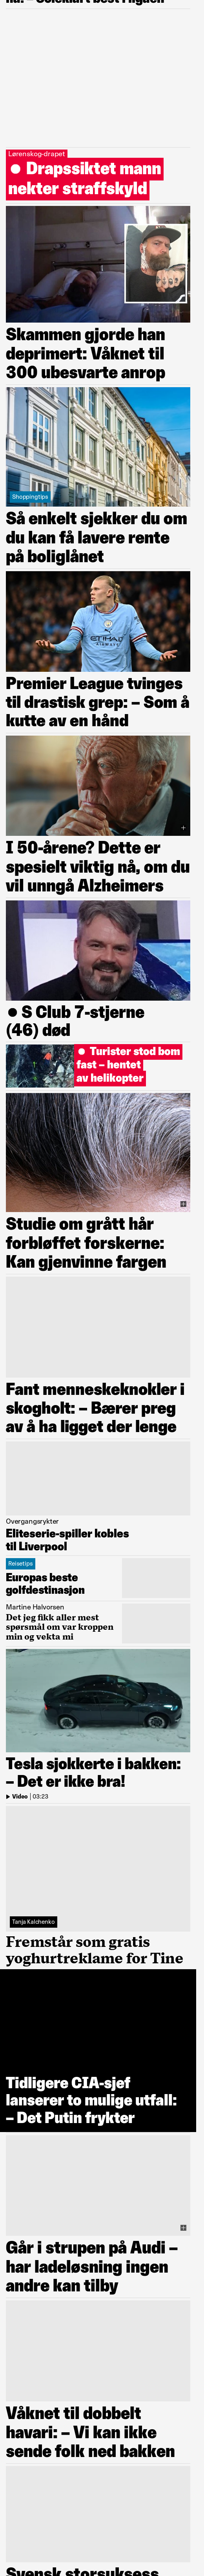 Lørenskog-drapet
● Drapssiktet mann
nekter straffskyld
Skammen gjorde han
deprimert: Våknet til
300 ubesvarte anrop
Shoppingtips
Så enkelt sjekker du om
du kan få lavere rente
på boliglånet
ETIHAD
AIRWAYS
Premier League tvinges
til drastisk grep: – Som å
kutte av en hånd
I 50-årene? Dette er
spesielt viktig nå, om du
vil unngå Alzheimers
● S Club 7-stjerne
(46) død
● Turister stod bom
fast – hentet
av helikopter
Studie om grått hår
forbløffet forskerne:
Kan gjenvinne fargen
Fant menneskeknokler i
skogholt: – Bærer preg
av å ha ligget der lenge
Overgangsrykter
Eliteserie-spiller kobles
til Liverpool
Reisetips
Europas beste
golfdestinasjon
Martine Halvorsen
Det jeg fikk aller mest
spørsmål om var kroppen
min og vekta mi
Tesla sjokkerte i bakken:
– Det er ikke bra!
Video | 03:23
Tanja Kalchenko
Fremstår som gratis
yoghurtreklame for Tine
Tidligere CIA-sjef
lanserer to mulige utfall:
– Det Putin frykter
Går i strupen på Audi –
har ladeløsning ingen
andre kan tilby
Våknet til dobbelt
havari: – Vi kan ikke
sende folk ned bakken
Svensk storsuksess